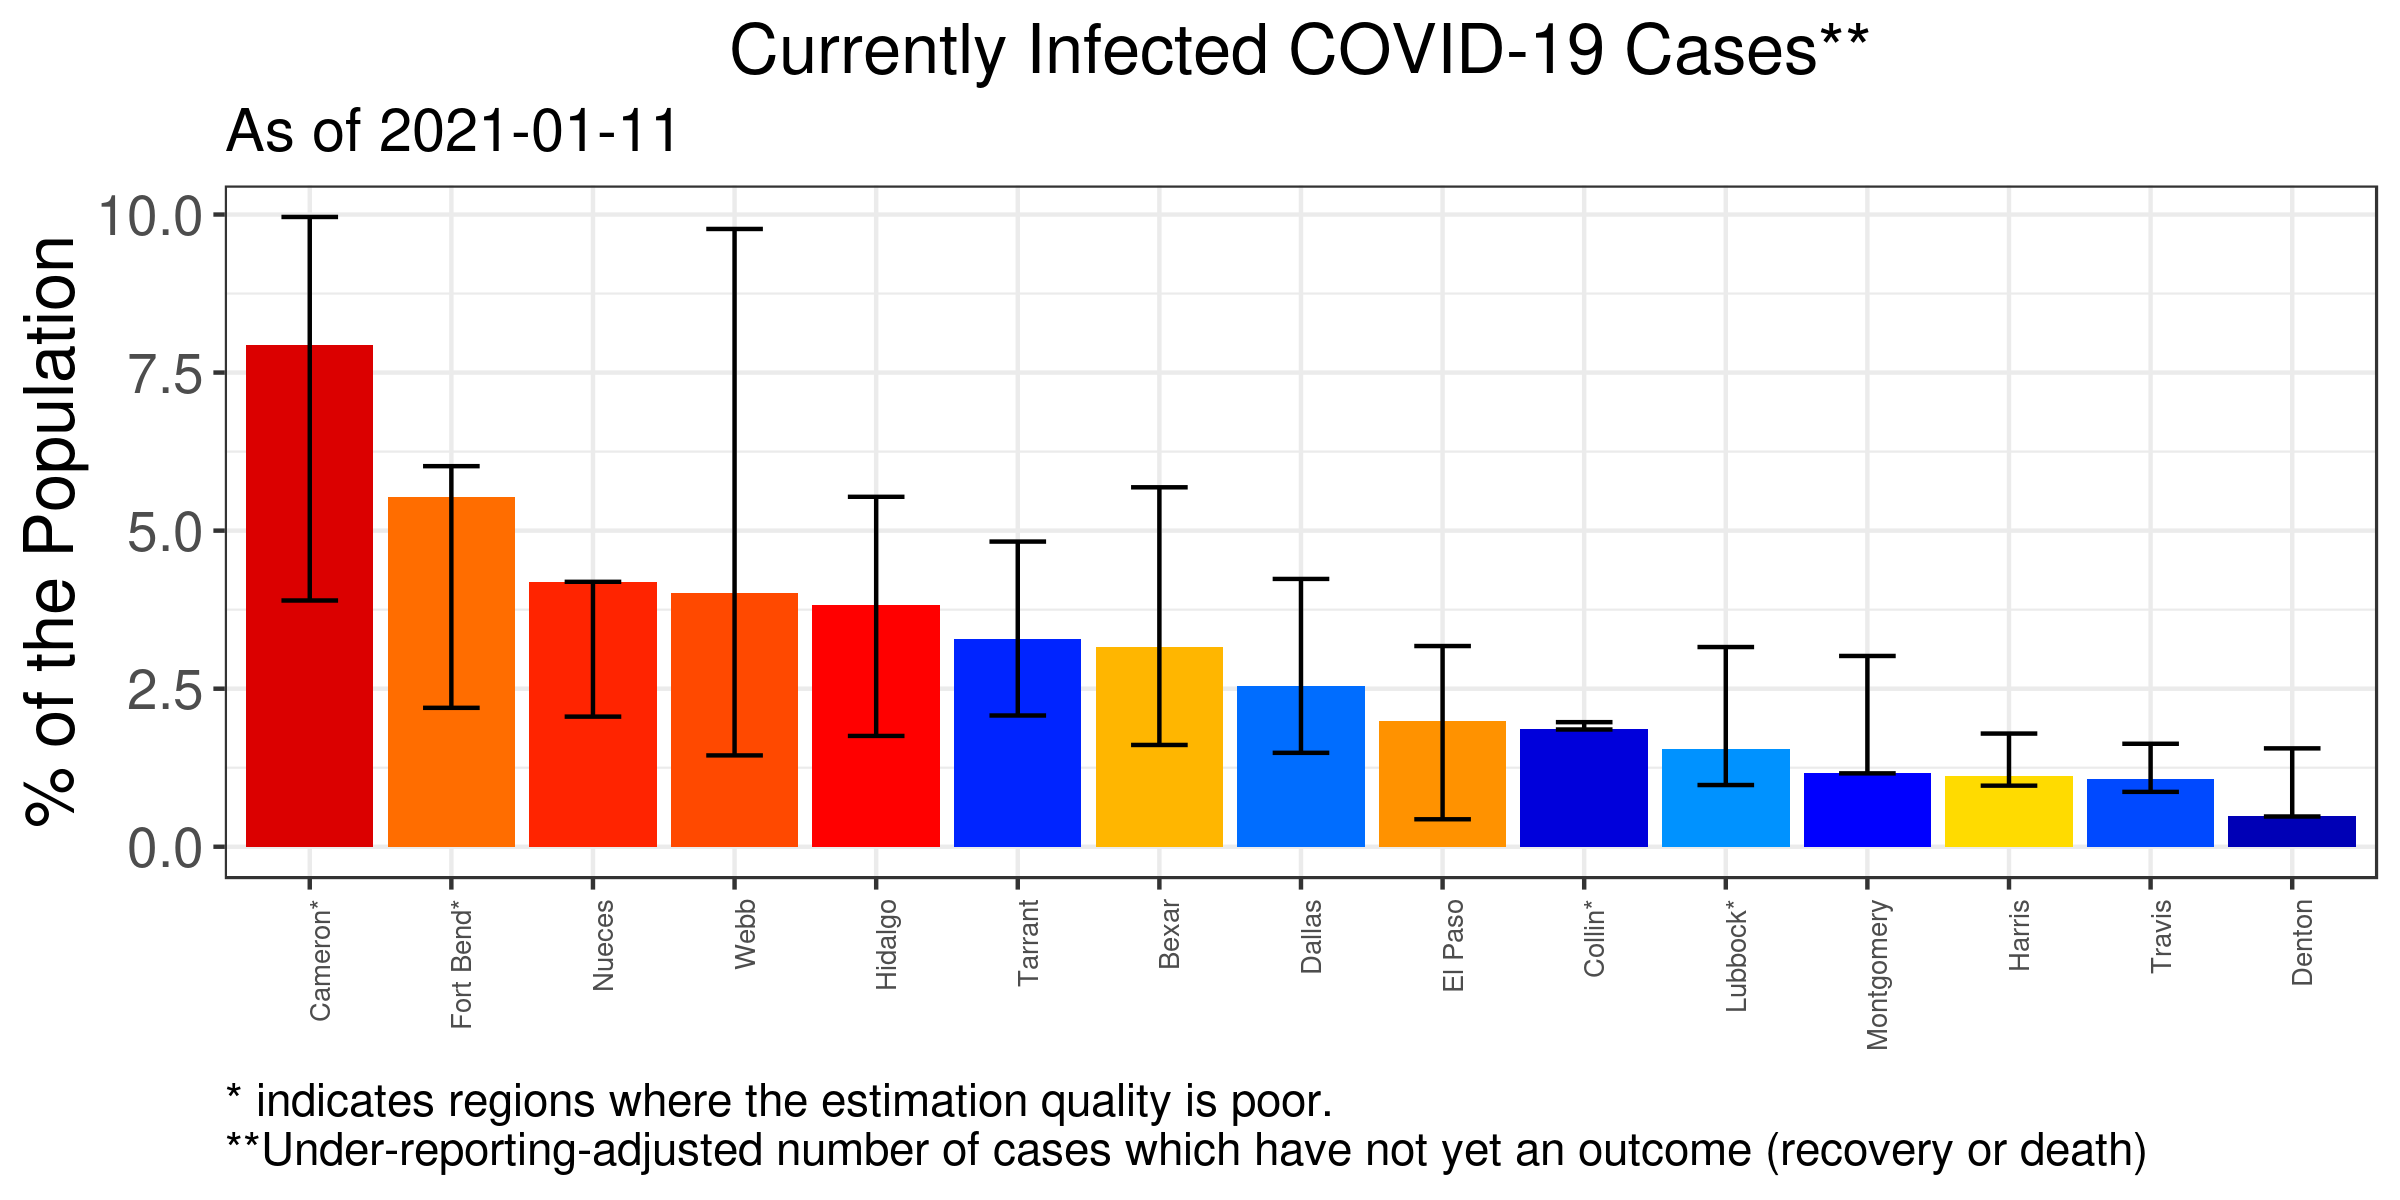 Currently Infected COVID-19 Cases**
As of 2021-01-11
% of the Population
10.0
7.5
5.0
2.5
0.0
Cameron*
Fort Bend*
Nueces
Webb
Hidalgo
Tarrant
Bexar
Dallas
El Paso
Collin*
Lubbock*
Montgomery
Harris
Travis
Denton
* indicates regions where the estimation quality is poor.
**Under-reporting-adjusted number of cases which have not yet an outcome (recovery or death)